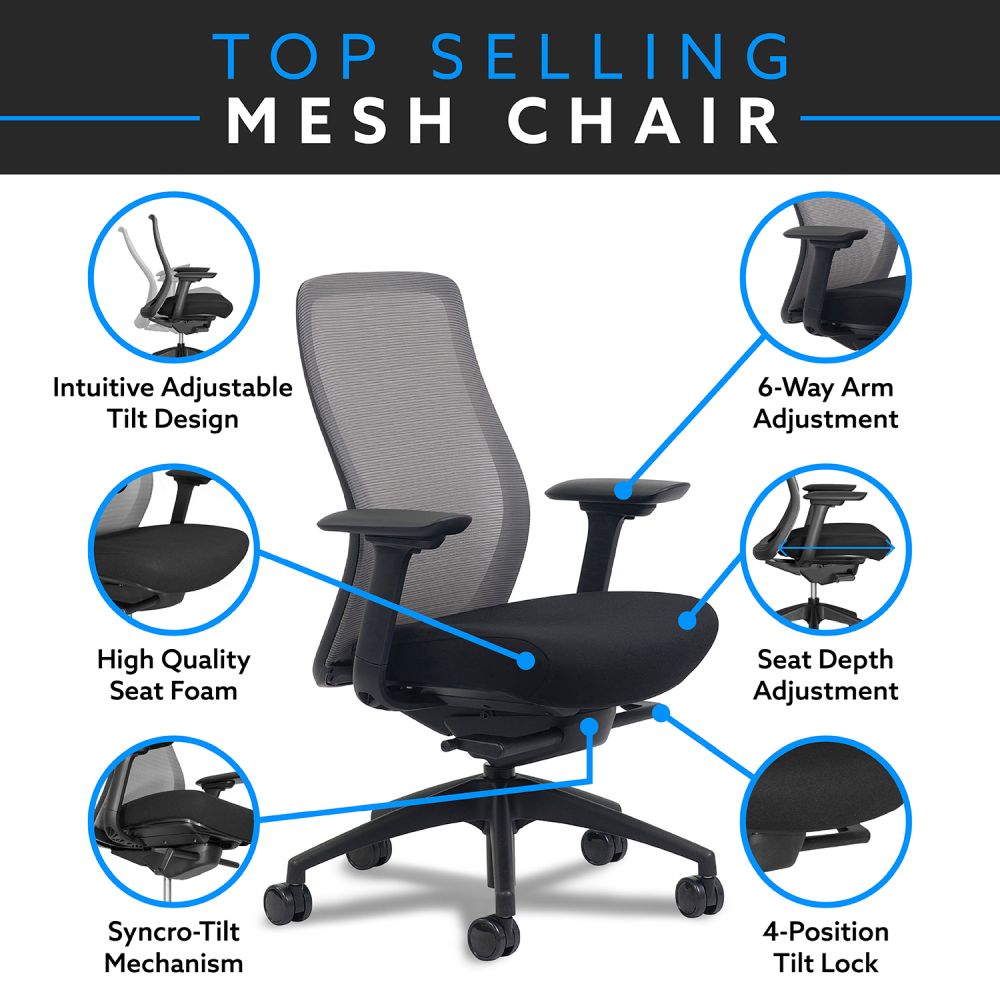 TOP SELLING
MESH CHAIR
Intuitive Adjustable
Tilt Design
6-Way Arm
Adjustment
High Quality
Seat Foam
Seat Depth
Adjustment
Syncro-Tilt
Mechanism
4-Position
Tilt Lock